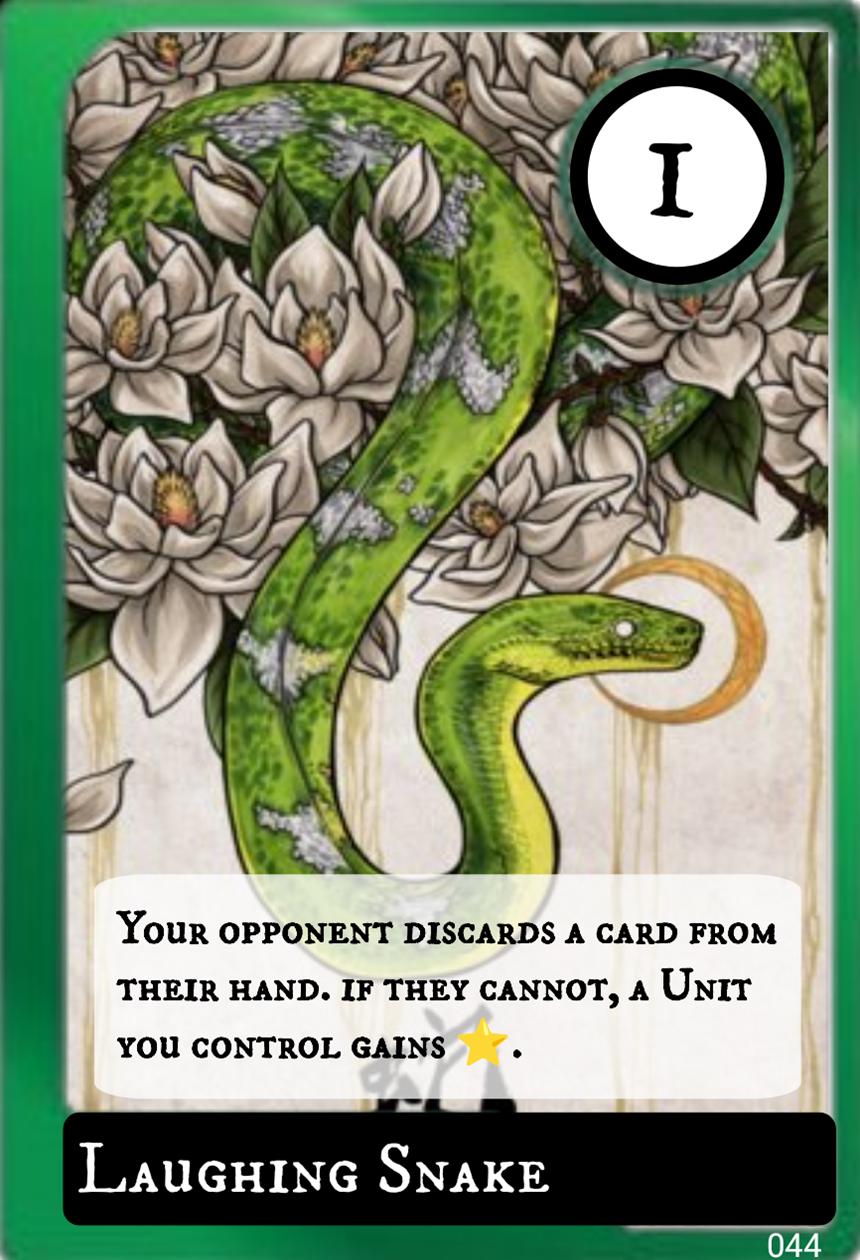 I
Your opponent discards a card from
their hand. if they cannot, a Unit
you control gains ⭐.
Laughing Snake
044